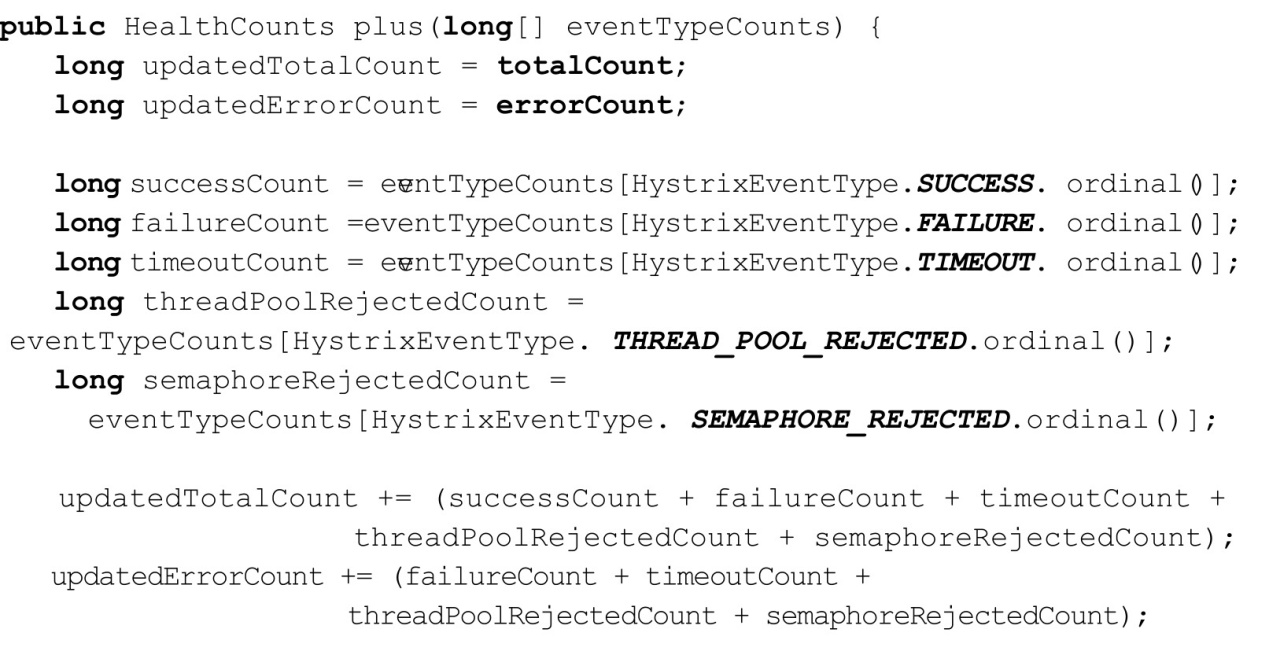 public HealthCounts plus(long[] eventTypeCounts) {
long updatedTotalCount = totalCount;
long updatedErrorCount = errorCount;
long successCount = eventTypeCounts[HystrixEventType.SUCCESS. ordinal()];
long failureCount =eventTypeCounts[HystrixEventType.FAILURE. ordinal()];
long timeoutCount = eventTypeCounts[HystrixEventType.TIMEOUT. ordinal()];
long threadPoolRejectedCount =
eventTypeCounts[HystrixEventType. THREAD_POOL_REJECTED.ordinal()];
long semaphoreRejectedCount =
eventTypeCounts[HystrixEventType. SEMAPHORE_REJECTED.ordinal()];
updatedTotalCount += (successCount + failureCount + timeoutCount +
threadPoolRejectedCount + semaphoreRejectedCount);
updatedErrorCount += (failureCount + timeoutCount +
threadPoolRejectedCount + semaphoreRejectedCount);